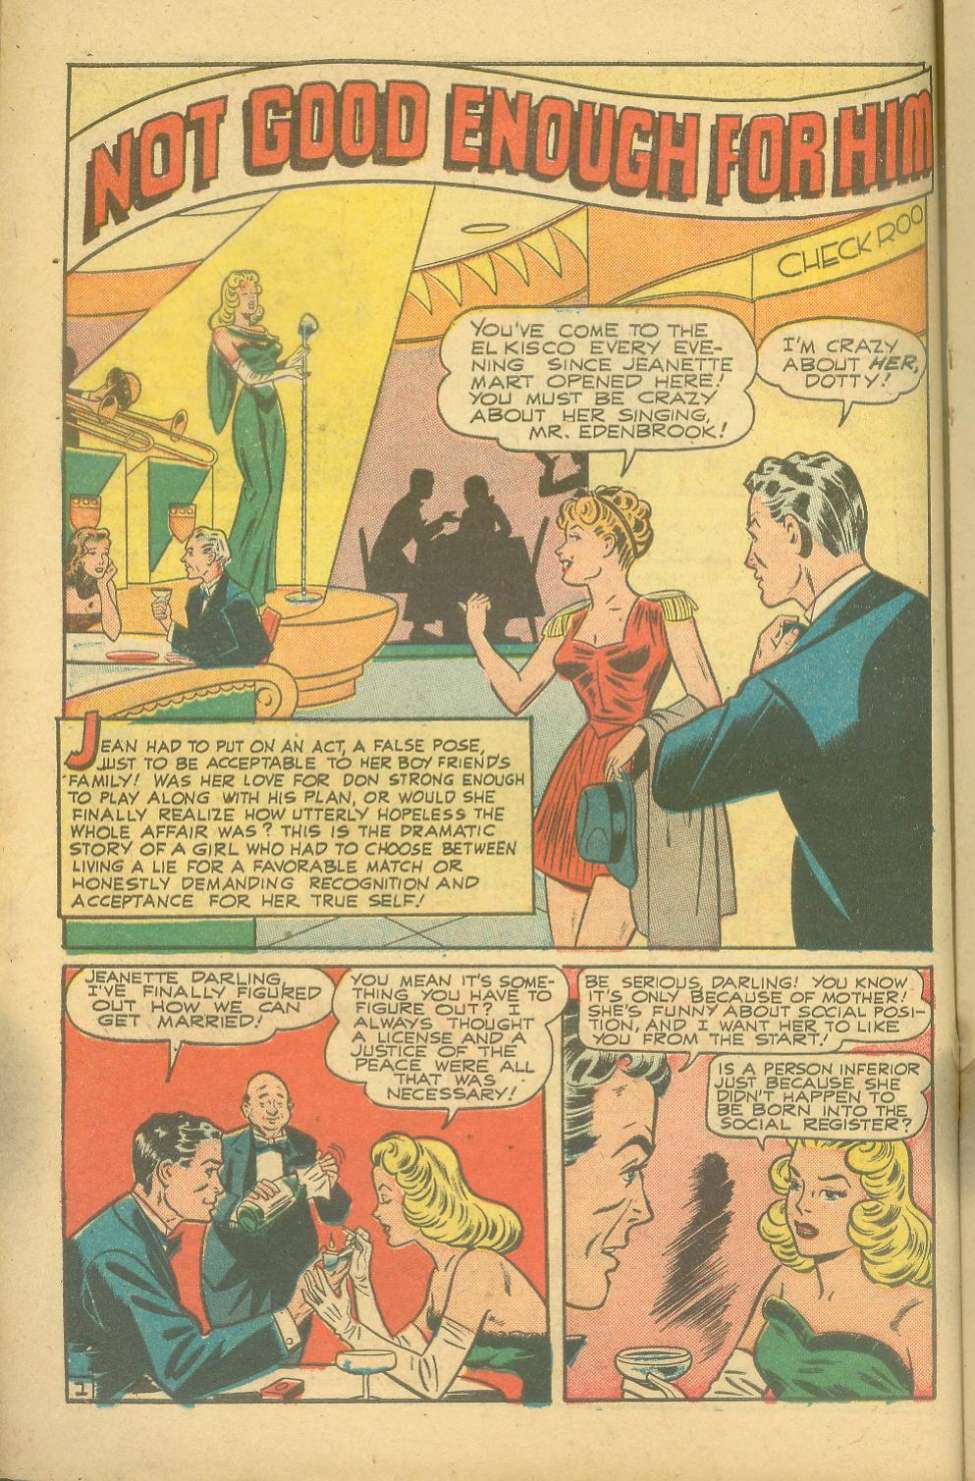 NOT GOOD ENOUGH FOR HIM
CHECK ROO
YOU'VE COME TO THE
EL KISCO EVERY EVE-
NING SINCE JEANETTE
MART OPENED HERE!
YOU MUST BE CRAZY
ABOUT HER SINGING,
MR. EDENBROOK!
I'M CRAZY
ABOUT HER,
DOTTY!
JEAN HAD TO PUT ON AN ACT, A FALSE POSE,
JUST TO BE ACCEPTABLE TO HER BOY FRIEND'S
FAMILY! WAS HER LOVE FOR DON STRONG ENOUGH
TO PLAY ALONG WITH HIS PLAN, OR WOULD SHE
FINALLY REALIZE HOW UTTERLY HOPELESS THE
WHOLE AFFAIR WAS? THIS IS THE DRAMATIC
STORY OF A GIRL WHO HAD TO CHOOSE BETWEEN
LIVING A LIE FOR A FAVORABLE MATCH OR
HONESTLY DEMANDING RECOGNITION AND
ACCEPTANCE FOR HER TRUE SELF!
JEANETTE DARLING,
I'VE FINALLY FIGURED
OUT HOW WE CAN
GET MARRIED!
YOU MEAN IT'S SOME-
THING YOU HAVE TO
FIGURE OUT? I
ALWAYS THOUGHT
A LICENSE AND A
JUSTICE OF THE
PEACE WERE ALL
THAT WAS
NECESSARY!
BE SERIOUS, DARLING! YOU KNOW
IT'S ONLY BECAUSE OF MOTHER!
SHE'S FUNNY ABOUT SOCIAL POSI-
TION, AND I WANT HER TO LIKE
YOU FROM THE START!
IS A PERSON INFERIOR
JUST BECAUSE SHE
DIDN'T HAPPEN TO
BE BORN INTO THE
SOCIAL REGISTER?
1